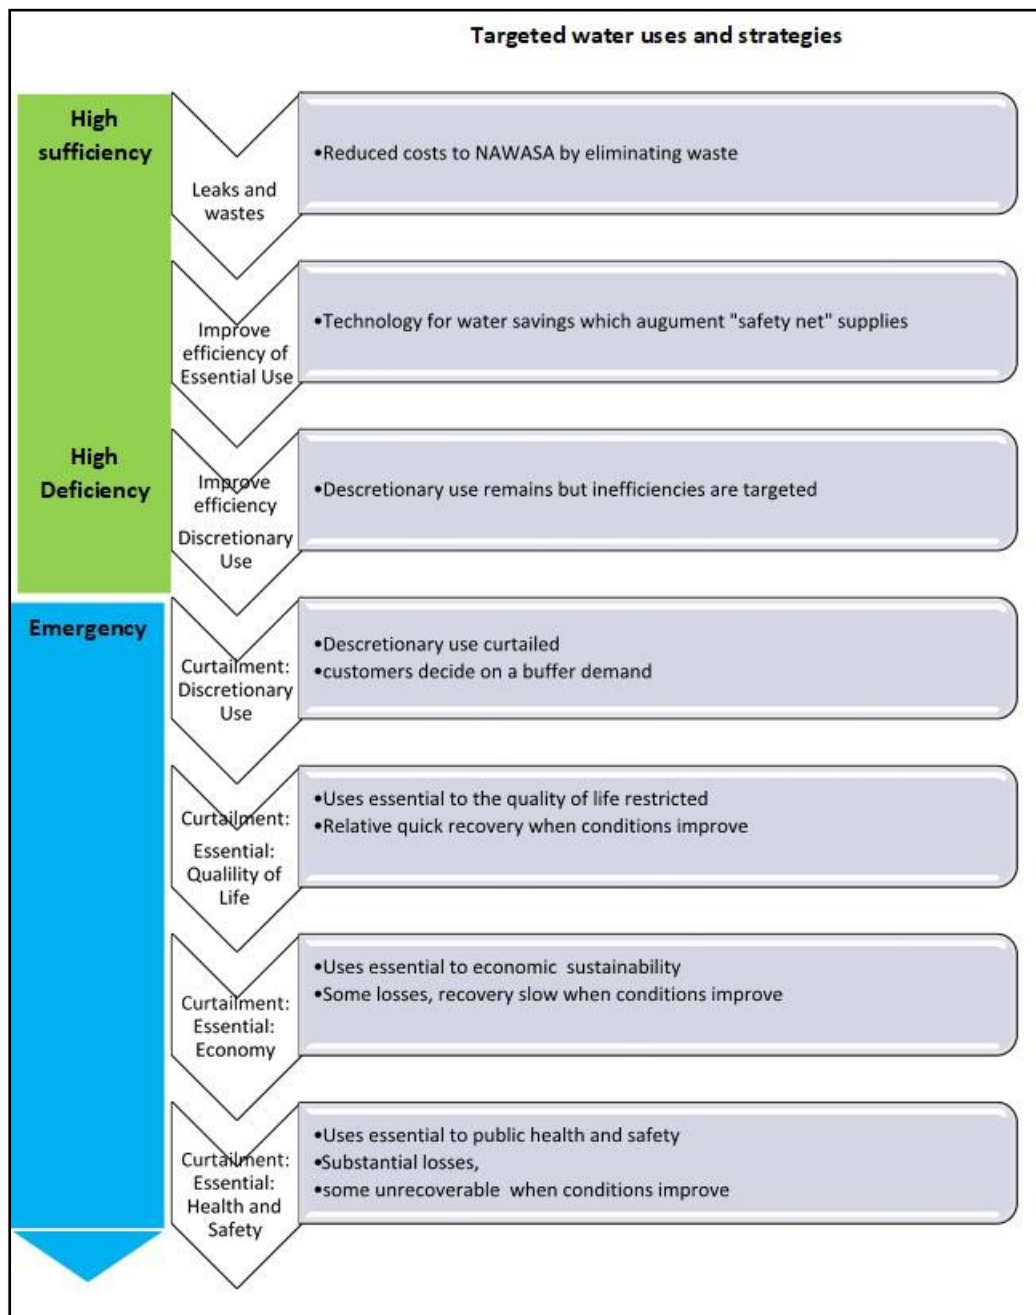 Targeted water uses and strategies
High
sufficiency
Leaks and
wastes
•Reduced costs to NAWASA by eliminating waste
Improve
efficiency of
Essential Use
•Technology for water savings which augument "safety net" supplies
High
Deficiency
Improve
efficiency
Discretionary
Use
•Descretionary use remains but inefficiencies are targeted
Emergency
Curtailment:
Discretionary
Use
•Descretionary use curtailed
•customers decide on a buffer demand
Curtailment:
Essential:
Qualility of
Life
•Uses essential to the quality of life restricted
•Relative quick recovery when conditions improve
Curtailment:
Essential:
Economy
•Uses essential to economic sustainability
•Some losses, recovery slow when conditions improve
Curtailment:
Essential:
Health and
Safety
•Uses essential to public health and safety
•Substantial losses,
•some unrecoverable when conditions improve